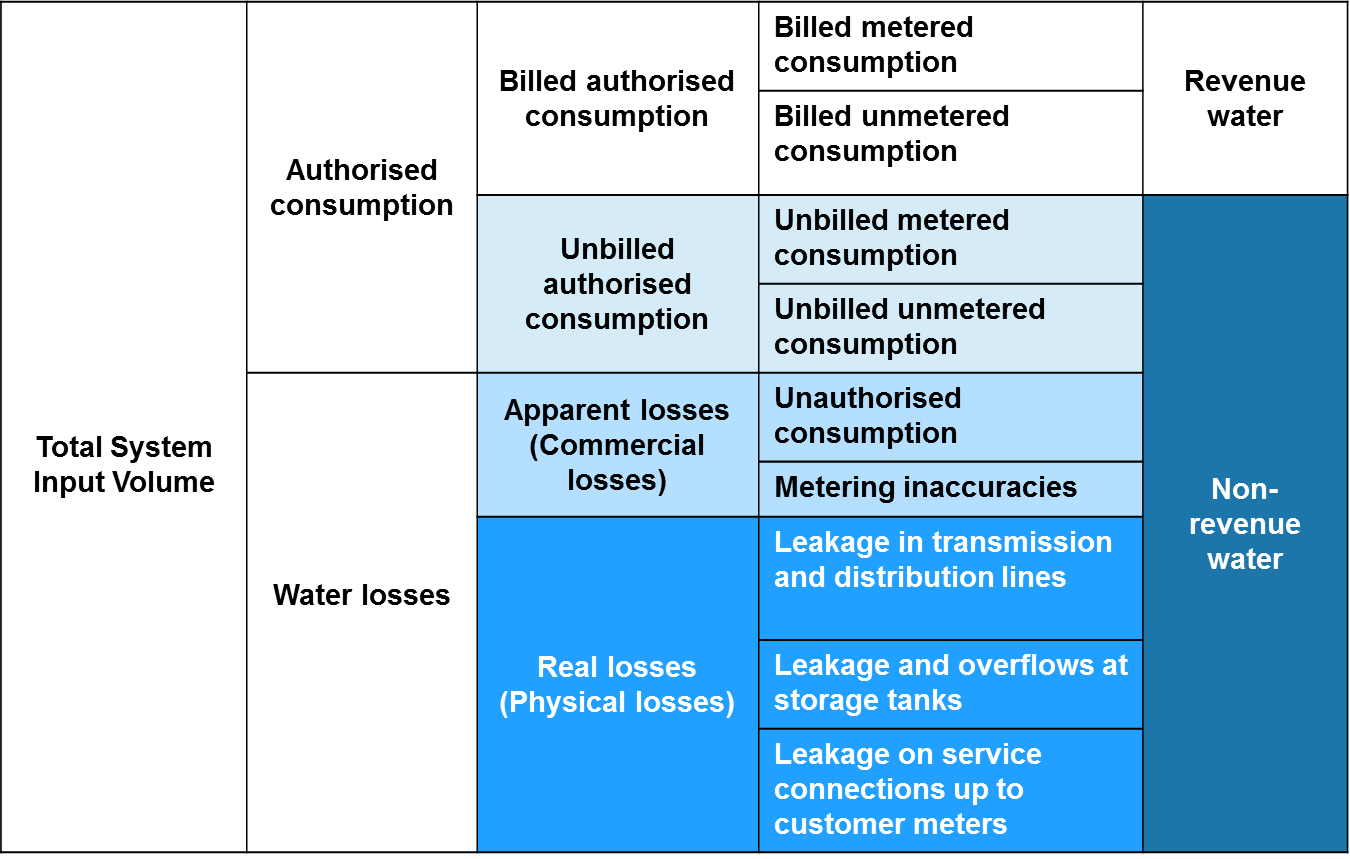 Total System
Input Volume
Authorised
consumption
Water losses
Billed authorised
consumption
Unbilled
authorised
consumption
Apparent losses
(Commercial
losses)
Real losses
(Physical losses)
Billed metered
consumption
Billed unmetered
consumption
Unbilled metered
consumption
Unbilled unmetered
consumption
Unauthorised
consumption
Metering inaccuracies
Leakage in transmission
and distribution lines
Leakage and overflows at
storage tanks
Leakage on service
connections up to
customer meters
Revenue
water
Non-
revenue
water